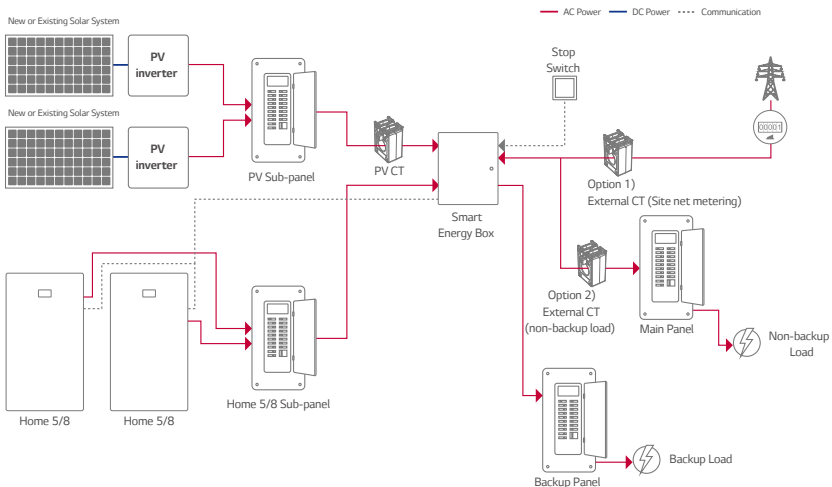 AC Power
DC Power
Communication
New or Existing Solar System
PV
inverter
New or Existing Solar System
PV
inverter
PV Sub-panel
PV CT
Stop
Switch
00001
Option 1)
External CT (Site net metering)
Smart
Energy Box
Option 2)
External CT
(non-backup load)
Main Panel
Non-backup
Load
Home 5/8
Home 5/8
Home 5/8 Sub-panel
Backup Panel
Backup Load